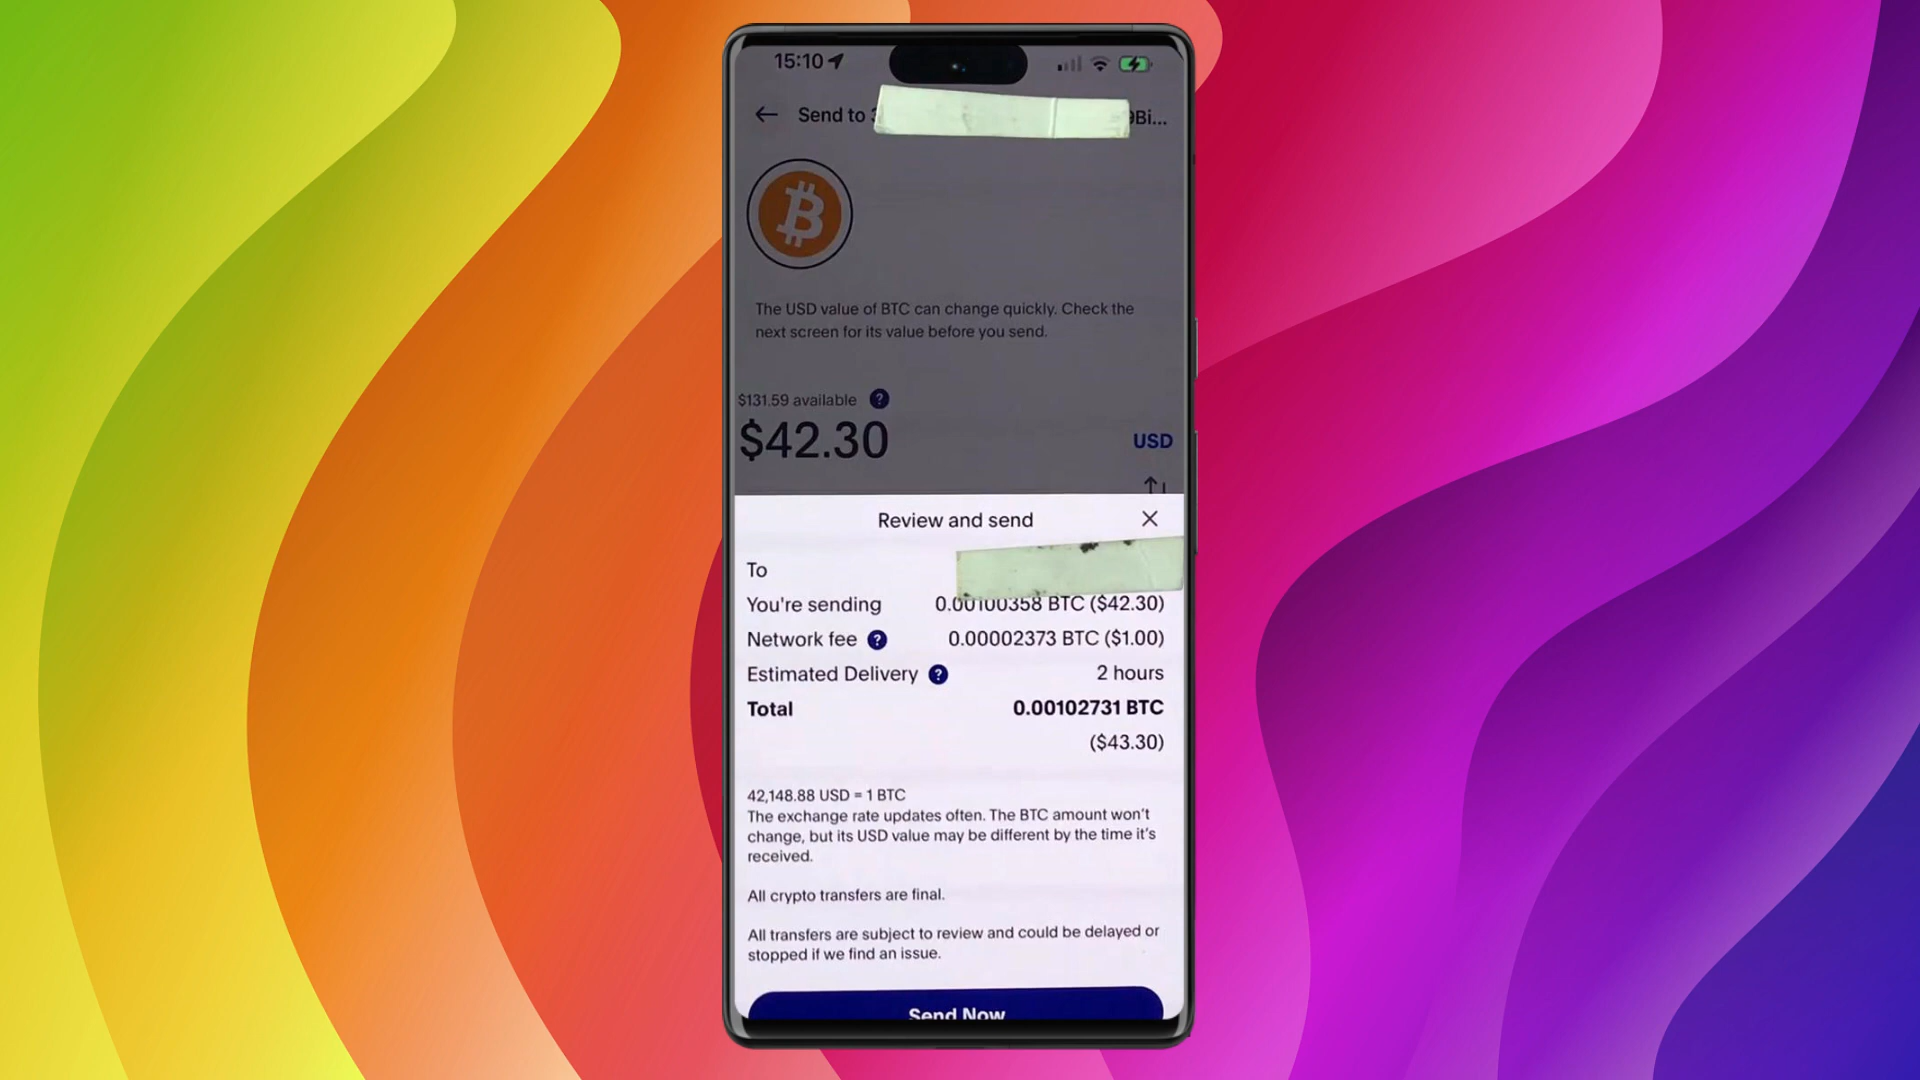 15:10
Send to
9Bi...
The USD value of BTC can change quickly. Check the
next screen for its value before you send.
$131.59 available ?
$42.30
USD
Review and send
To
You're sending 0.00100358 BTC ($42.30)
Network fee ? 0.00002373 BTC ($1.00)
Estimated Delivery ? 2 hours
Total 0.00102731 BTC
($43.30)
42,148.88 USD = 1 BTC
The exchange rate updates often. The BTC amount won't
change, but its USD value may be different by the time it's
received.
All crypto transfers are final.
All transfers are subject to review and could be delayed or
stopped if we find an issue.
Send Now